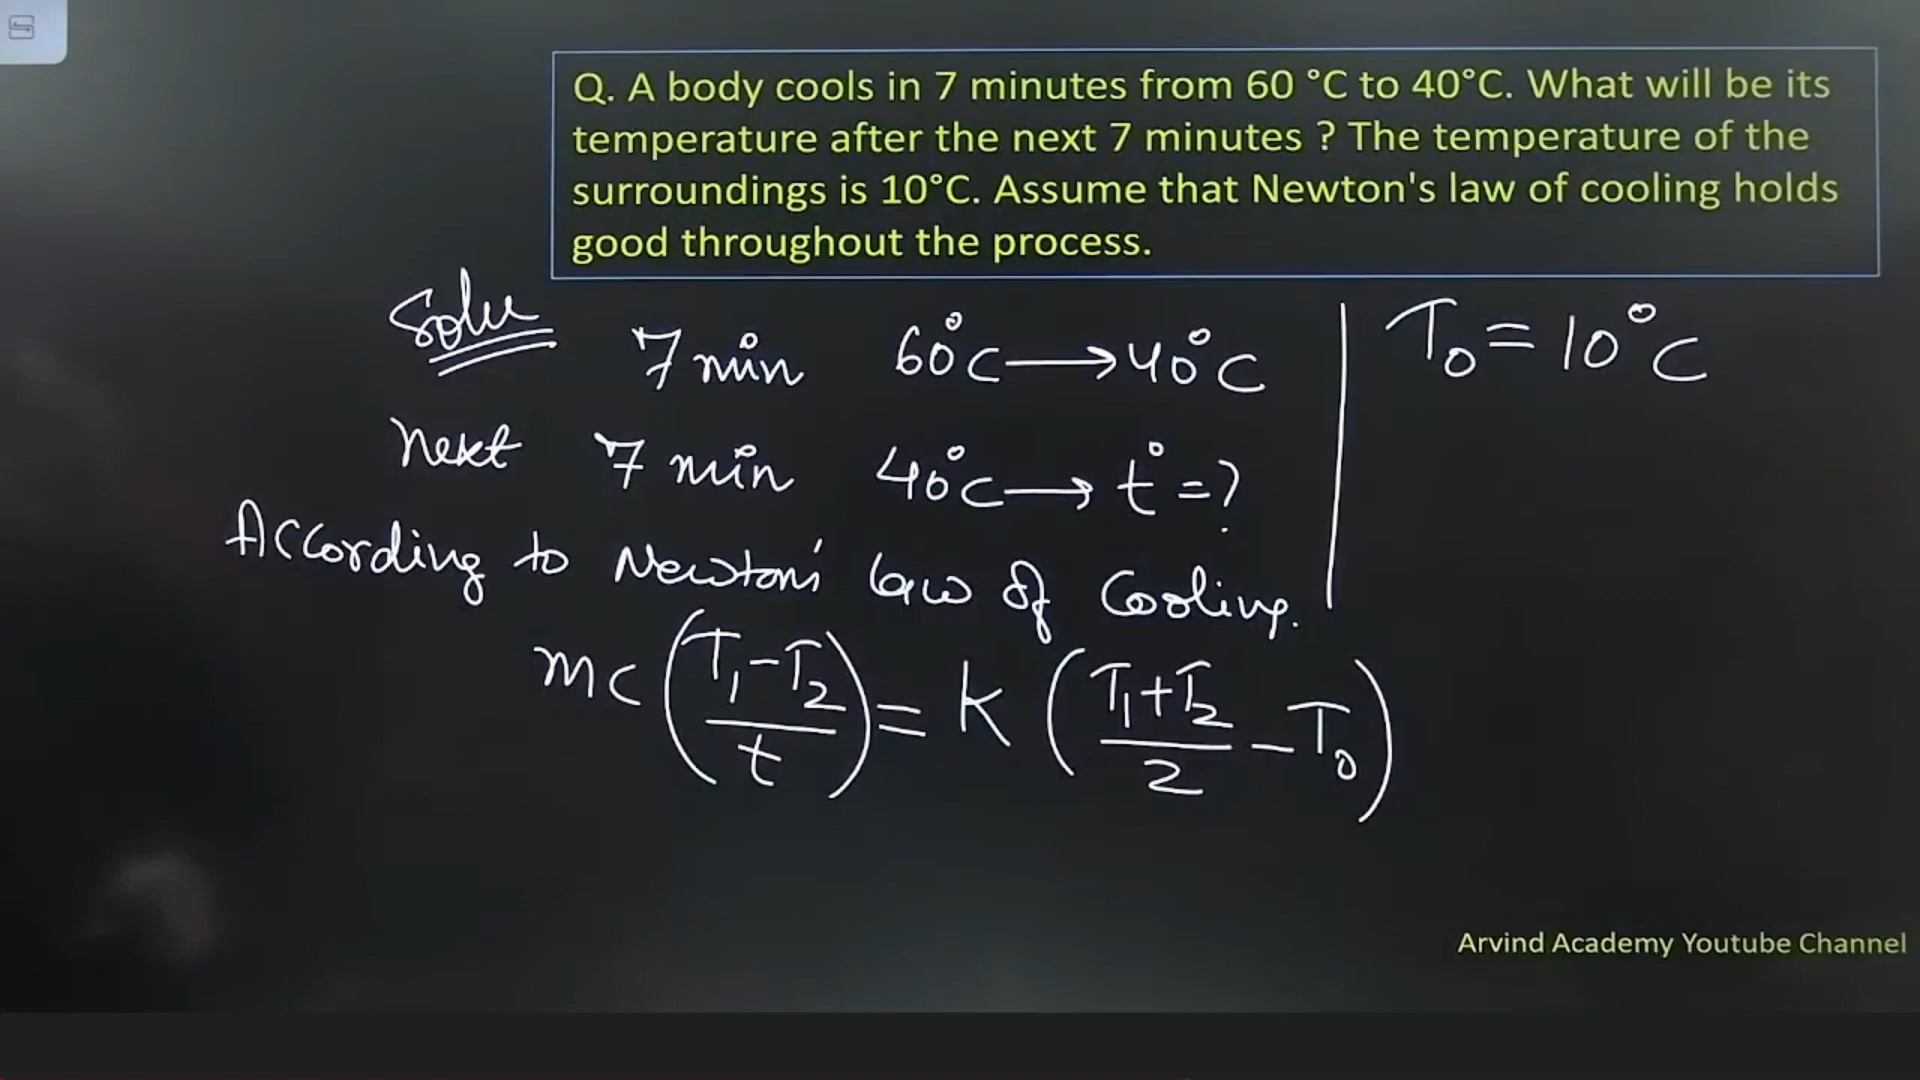 Q. A body cools in 7 minutes from 60 °C to 40°C. What will be its
temperature after the next 7 minutes ? The temperature of the
surroundings is 10°C. Assume that Newton's law of cooling holds
good throughout the process.
Solu 7 min 60°C ⟶ 40°C T₀ = 10°C
Next 7 min 40°C ⟶ t° = ?
According to Newton's law of Cooling.
mc((T₁-T₂)/t) = K((T₁+T₂)/2 - T₀)
Arvind Academy Youtube Channel